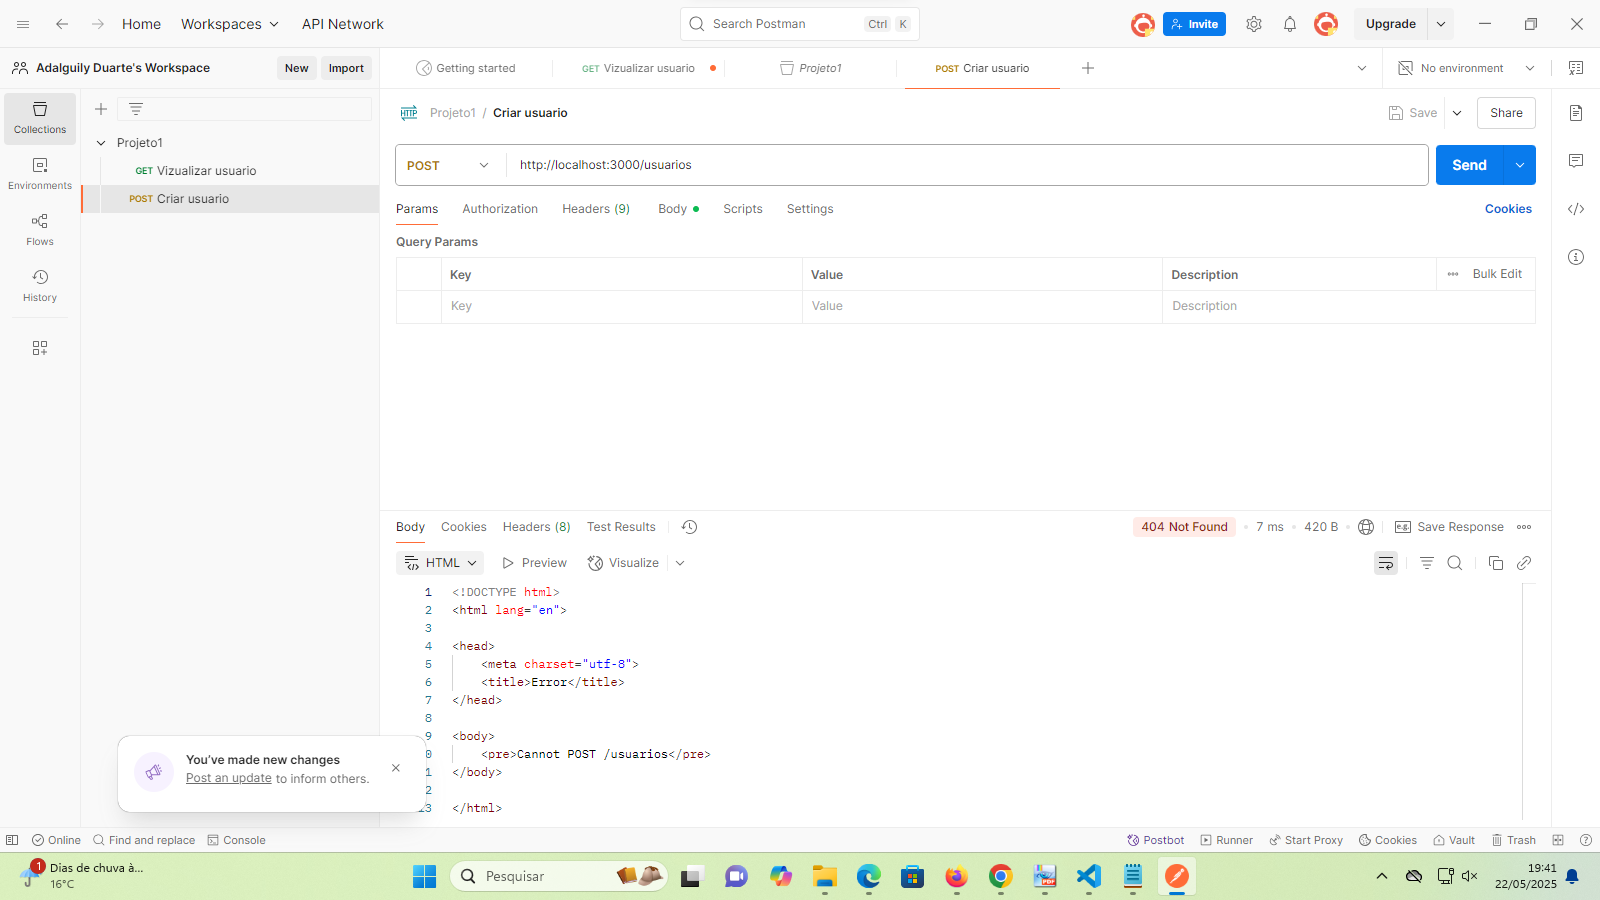 Home Workspaces API Network Search Postman Ctrl K Invite Upgrade
Adalguily Duarte's Workspace New Import Getting started GET Vizualizar usuario Projeto1 POST Criar usuario No environment
Collections
Environments
Flows
History
Projeto1
GET Vizualizar usuario
POST Criar usuario
HTTP Projeto1 / Criar usuario Save Share
POST http://localhost:3000/usuarios Send
Params Authorization Headers (9) Body Scripts Settings Cookies
Query Params
Key Value Description Bulk Edit
Key Value Description
Body Cookies Headers (8) Test Results 404 Not Found 7 ms 420 B e.g. Save Response
HTML Preview Visualize
1 <!DOCTYPE html>
2 <html lang="en">
3
4 <head>
5 <meta charset="utf-8">
6 <title>Error</title>
7 </head>
8
9 <body>
0 <pre>Cannot POST /usuarios</pre>
1 </body>
2
13 </html>
You've made new changes
Post an update to inform others.
Online Find and replace Console Postbot Runner Start Proxy Cookies Vault Trash
1 Dias de chuva à...
16°C
Pesquisar
PDF
19:41
22/05/2025